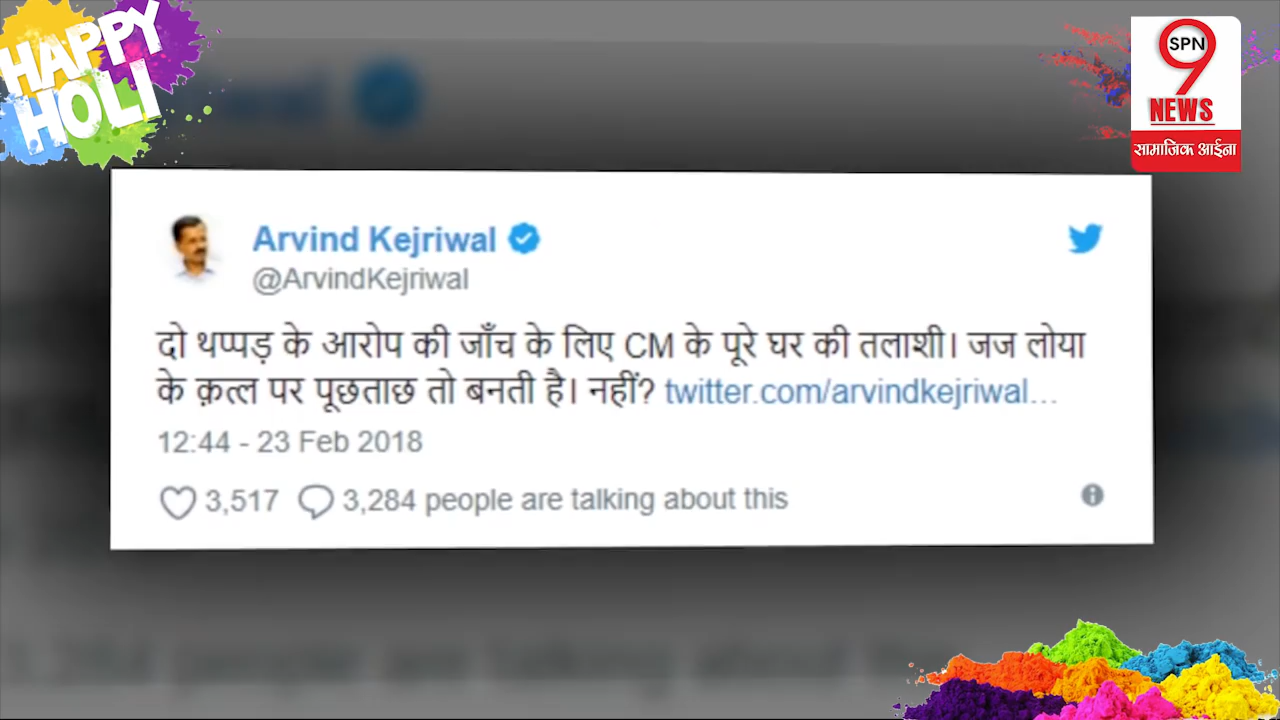 HAPPY
HOLI
SPN
9
NEWS
सामाजिक आईना
Arvind Kejriwal
@ArvindKejriwal
दो थप्पड़ के आरोप की जाँच के लिए CM के पूरे घर की तलाशी। जज लोया
के क़त्ल पर पूछताछ तो बनती है। नहीं? twitter.com/arvindkejriwal...
12:44 - 23 Feb 2018
3,517 3,284 people are talking about this